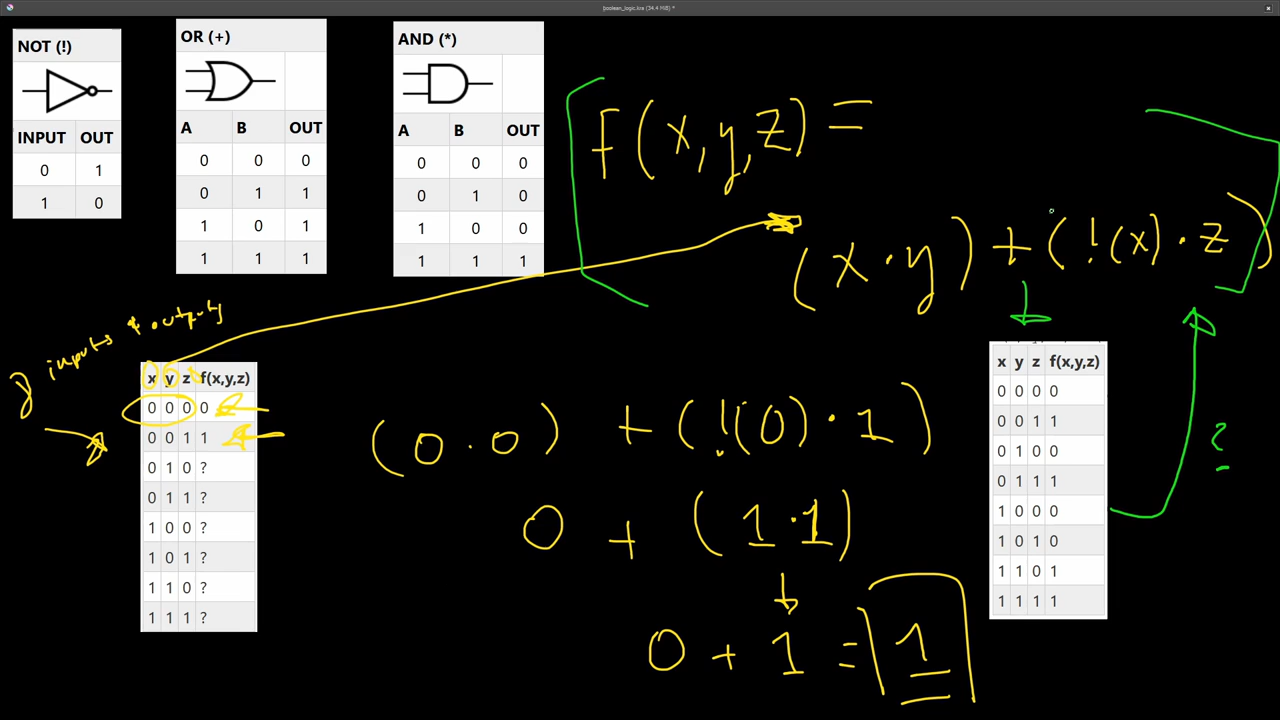 boolean_logic.kra (34.4 MiB) *
NOT (!)
INPUT OUT
0 1
1 0
OR (+)
A B OUT
0 0 0
0 1 1
1 0 1
1 1 1
AND (*)
A B OUT
0 0 0
0 1 0
1 0 0
1 1 1
f(x,y,z) =
(x·y) + (!(x)·z)
inputs & outputs
x y z f(x,y,z)
0 0 0 0
0 0 1 1
0 1 0 ?
0 1 1 ?
1 0 0 ?
1 0 1 ?
1 1 0 ?
1 1 1 ?
(0·0) + (!(0)·1)
0 + (1·1)
0 + 1 = 1
x y z f(x,y,z)
0 0 0 0
0 0 1 1
0 1 0 0
0 1 1 1
1 0 0 0
1 0 1 0
1 1 0 1
1 1 1 1
?